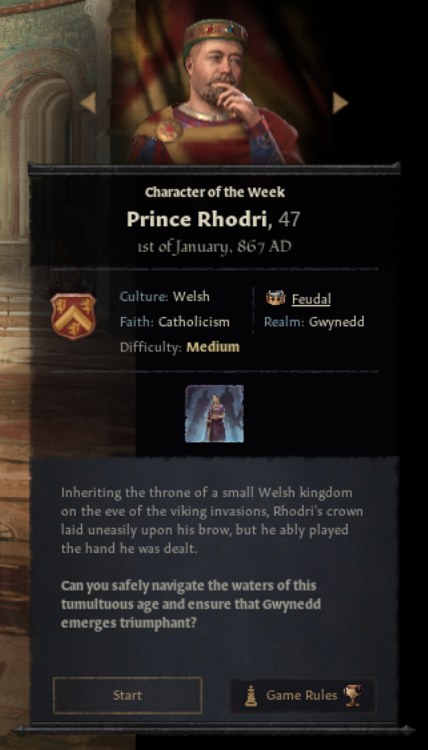 Character of the Week
Prince Rhodri, 47
1st of January, 867 AD
Culture: Welsh
Feudal
Faith: Catholicism
Realm: Gwynedd
Difficulty: Medium
Inheriting the throne of a small Welsh kingdom
on the eve of the viking invasions, Rhodri's crown
laid uneasily upon his brow, but he ably played
the hand he was dealt.
Can you safely navigate the waters of this
tumultuous age and ensure that Gwynedd
emerges triumphant?
Start
Game Rules